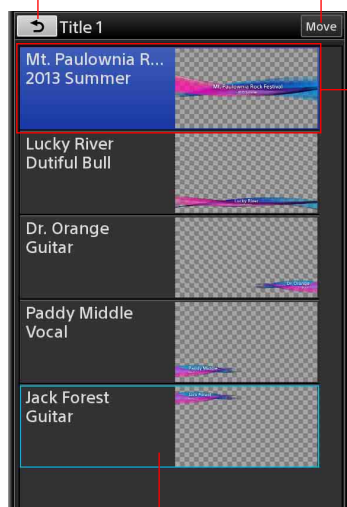 Title 1
Move
Mt. Paulownia R...
2013 Summer
Mt. Paulownia Rock Festival
Lucky River
Dutiful Bull
Lucky River
Dr. Orange
Guitar
Dr. Orange
Paddy Middle
Vocal
Paddy Middle
Jack Forest
Guitar
Jack Forest